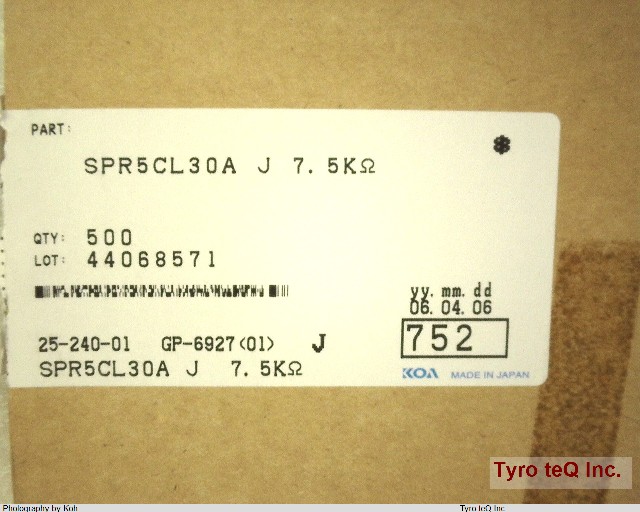 PART:
✽
SPR5CL30A J 7.5KΩ
QTY: 500
LOT: 44068571
yy. mm. dd
06. 04. 06
25-240-01 GP-6927(01) J 752
SPR5CL30A J 7.5KΩ
KOA MADE IN JAPAN
Tyro teQ Inc.
Photography by Koh Tyro teQ Inc